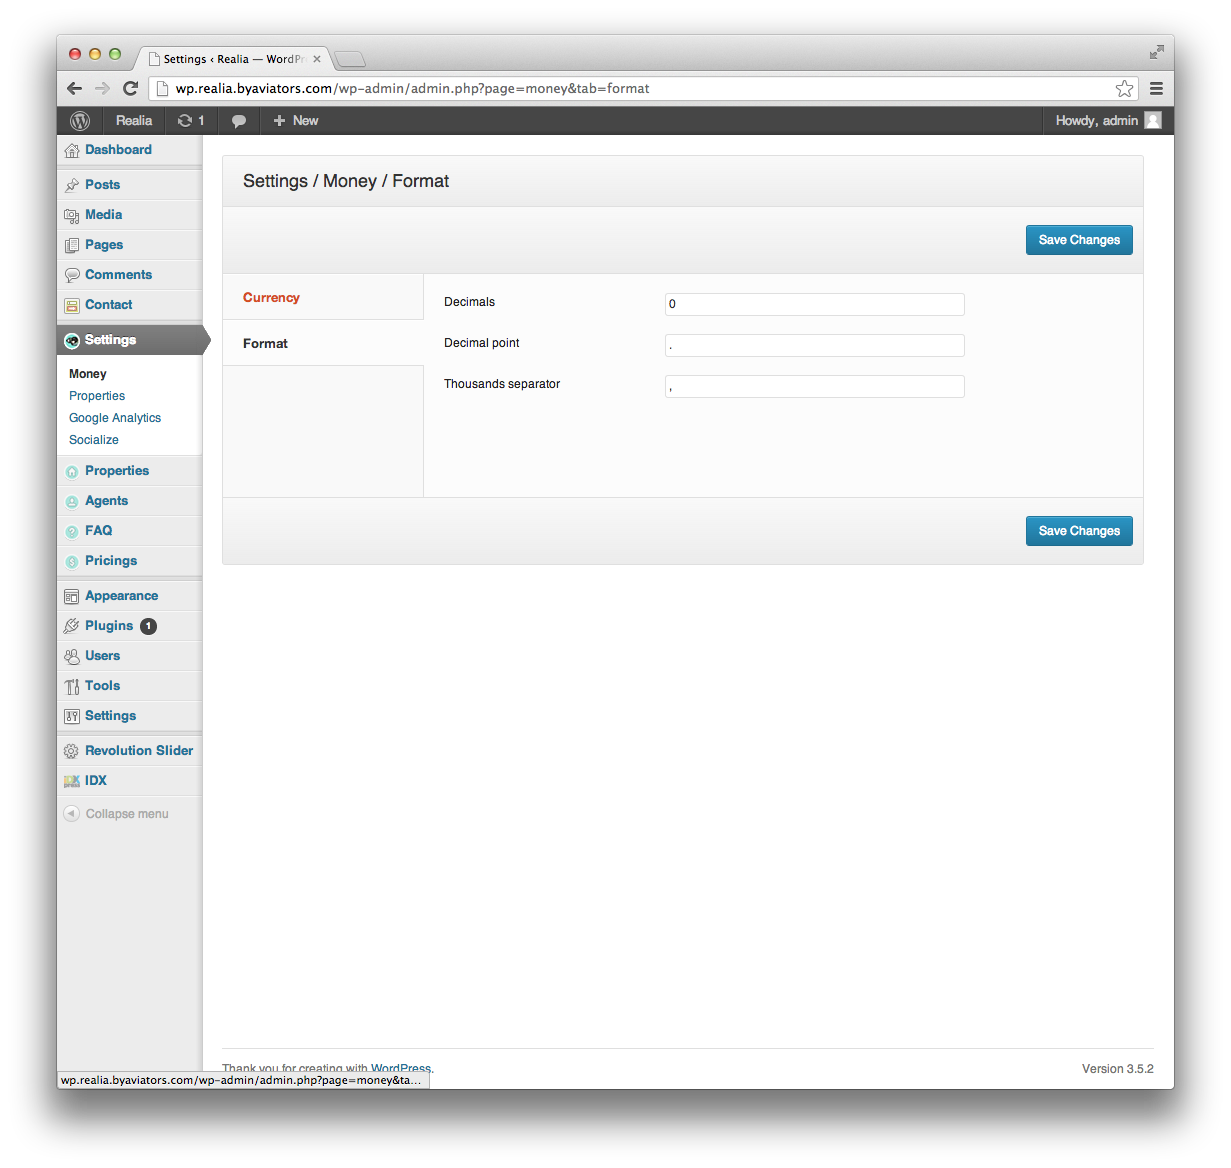 Settings ‹ Realia — WordPr
wp.realia.byaviators.com/wp-admin/admin.php?page=money&tab=format
Realia 1 New Howdy, admin
Dashboard
Posts
Media
Pages
Comments
Contact
Settings
Money
Properties
Google Analytics
Socialize
Properties
Agents
FAQ
Pricings
Appearance
Plugins 1
Users
Tools
Settings
Revolution Slider
IDX
Collapse menu
Settings / Money / Format
Save Changes
Currency
Format
Decimals 0
Decimal point .
Thousands separator ,
Save Changes
Thank you for creating with WordPress.
Version 3.5.2
wp.realia.byaviators.com/wp-admin/admin.php?page=money&ta...